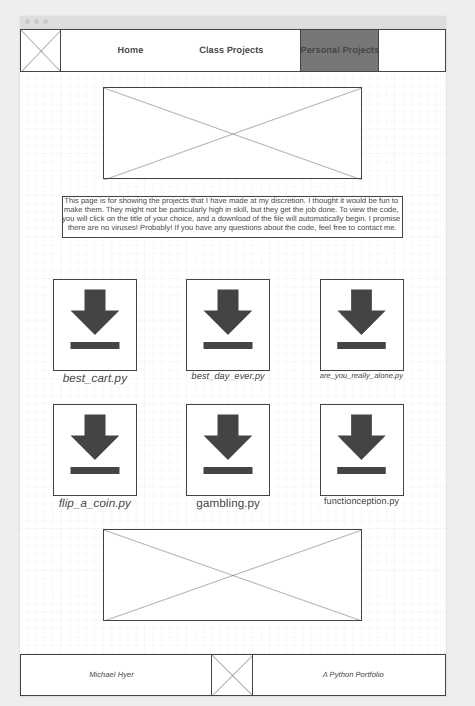 Home Class Projects Personal Projects
This page is for showing the projects that I have made at my discretion. I thought it would be fun to
make them. They might not be particularly high in skill, but they get the job done. To view the code,
you will click on the title of your choice, and a download of the file will automatically begin. I promise
there are no viruses! Probably! If you have any questions about the code, feel free to contact me.
best_cart.py best_day_ever.py are_you_really_alone.py
flip_a_coin.py gambling.py functionception.py
Michael Hyer A Python Portfolio